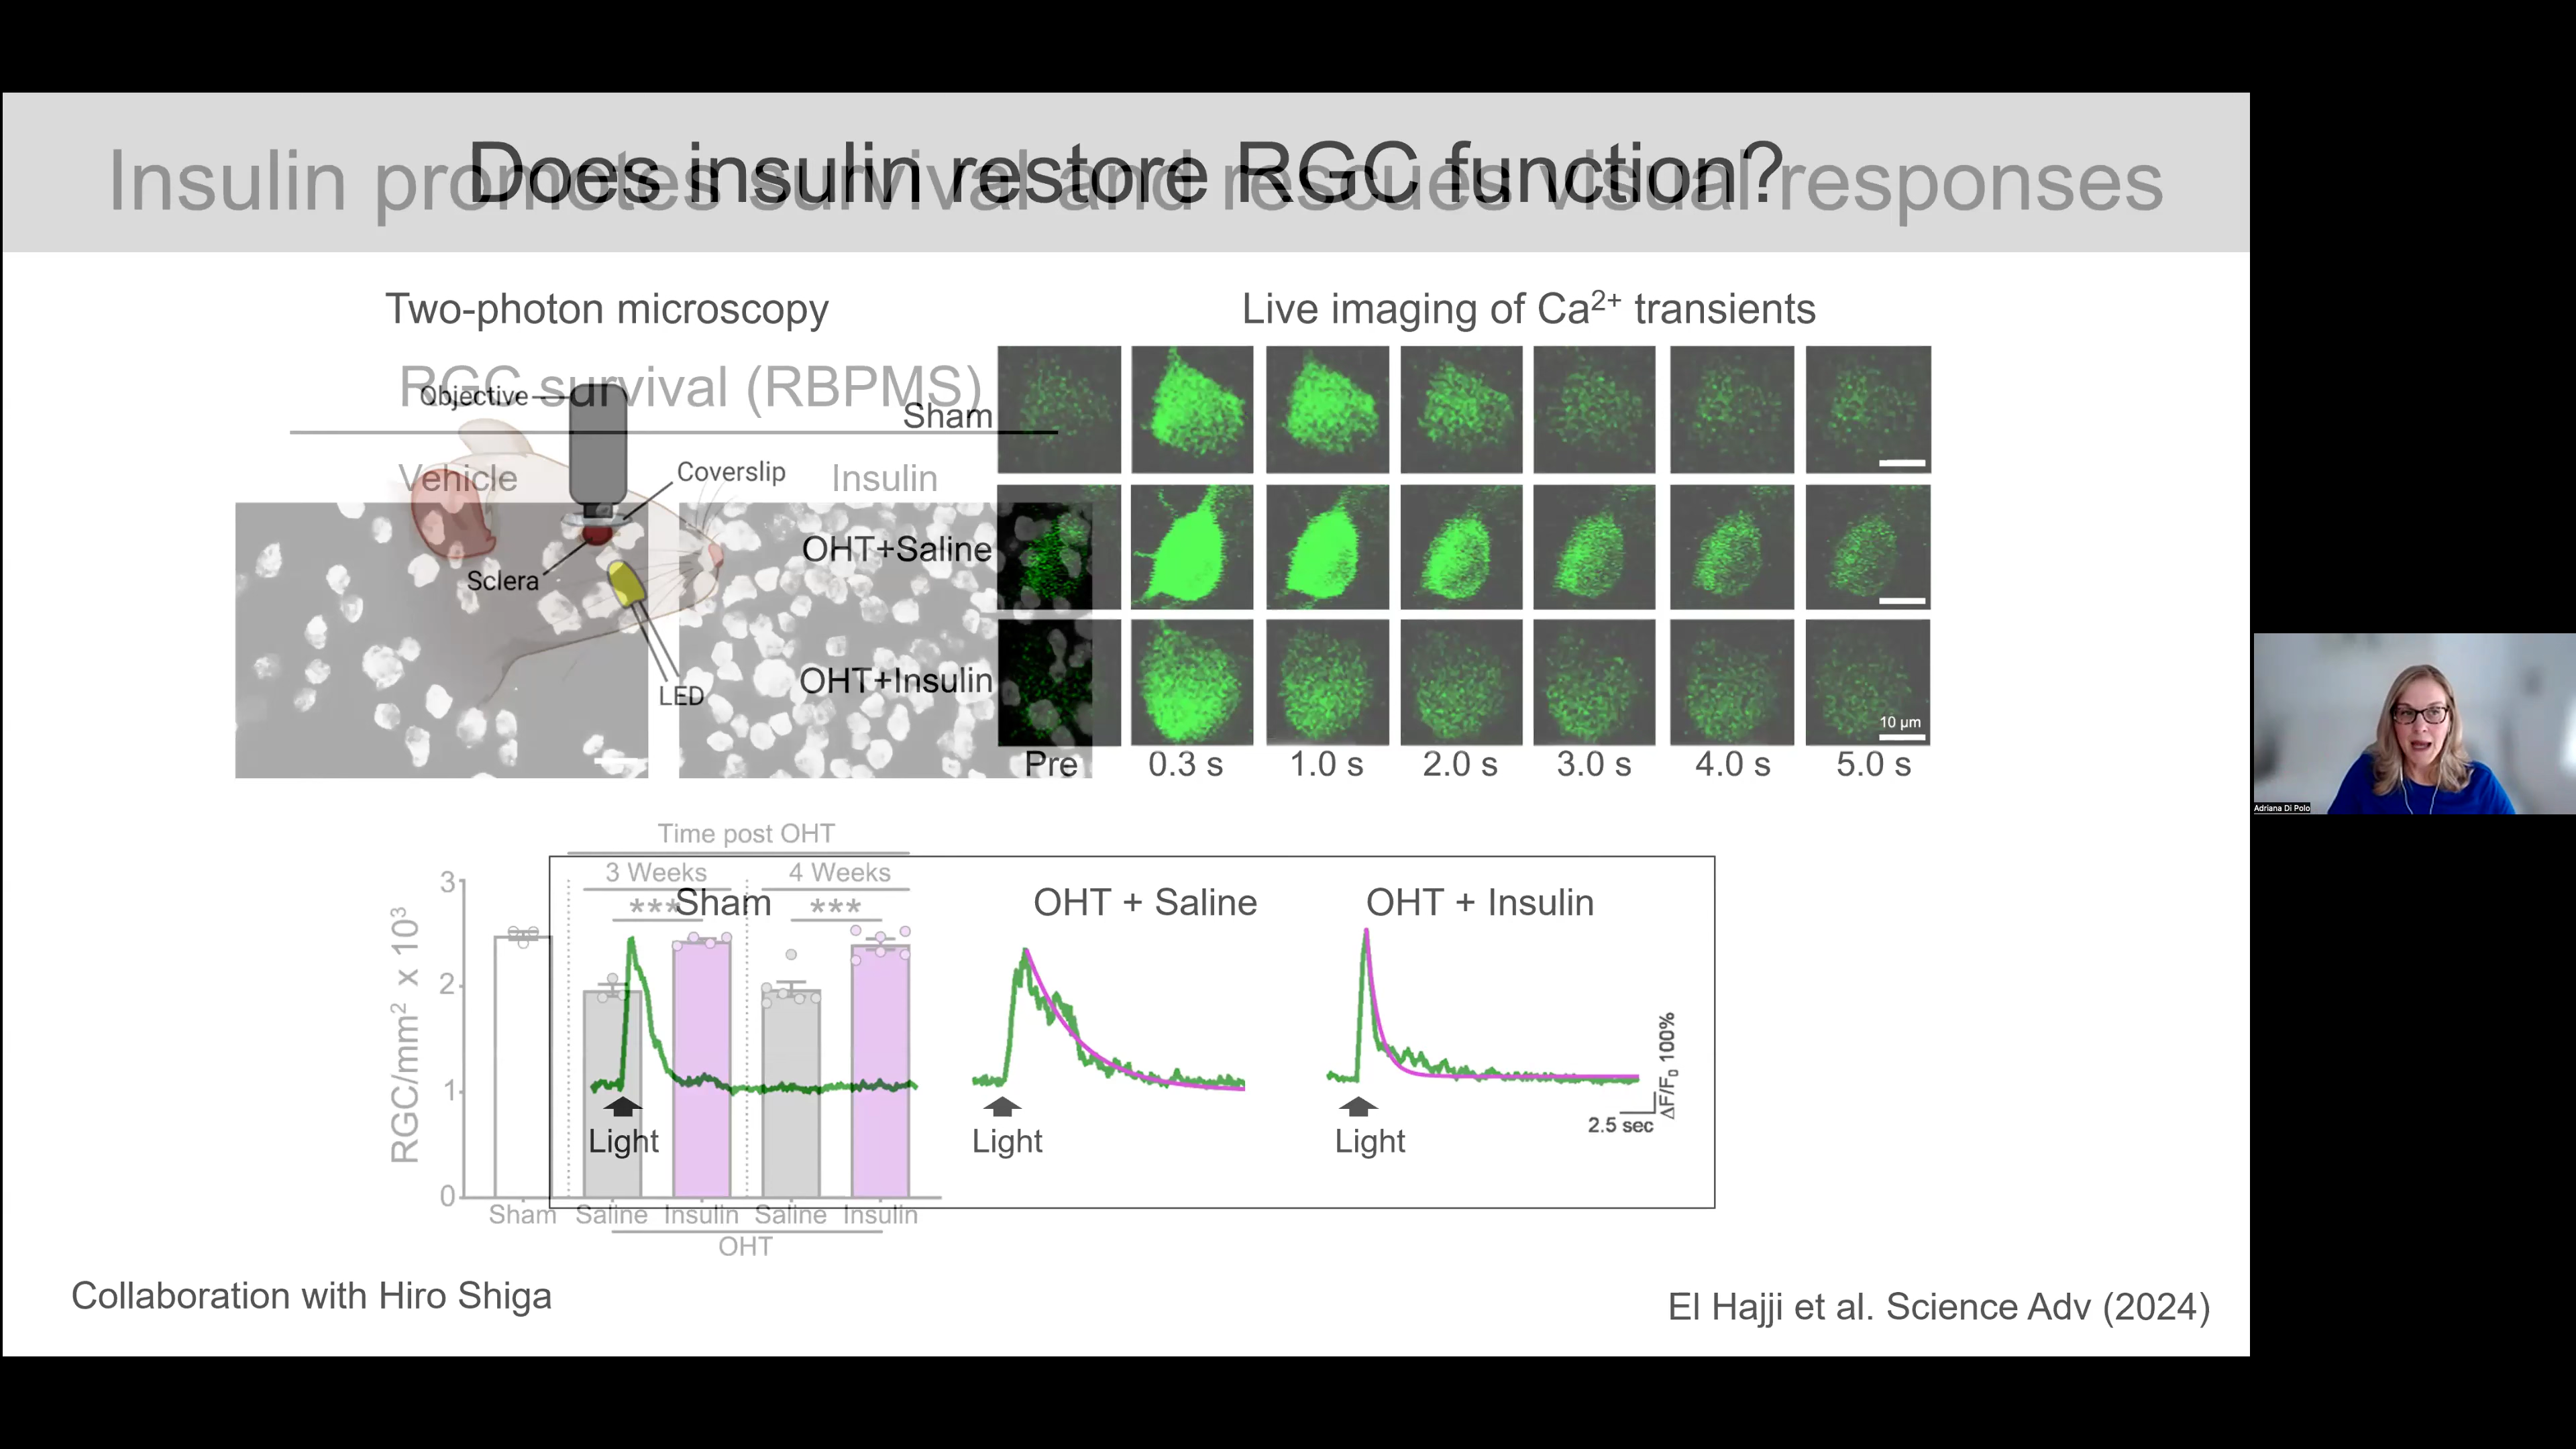 Does insulin restore RGC function?
Insulin promotes survival and rescues visual responses
Two-photon microscopy
Live imaging of Ca²⁺ transients
RGC survival (RBPMS)
Objective
Sham
Vehicle
Coverslip
Insulin
OHT+Saline
Sclera
OHT+Insulin
LED
10 µm
Pre 0.3 s 1.0 s 2.0 s 3.0 s 4.0 s 5.0 s
Adriana Di Polo
Time post OHT
3 Weeks 4 Weeks
*** ***
Sham OHT + Saline OHT + Insulin
RGC/mm² x 10³
3
2
1
0
Light Light Light
2.5 sec
ΔF/F₀ 100%
Sham Saline Insulin Saline Insulin
OHT
Collaboration with Hiro Shiga
El Hajji et al. Science Adv (2024)